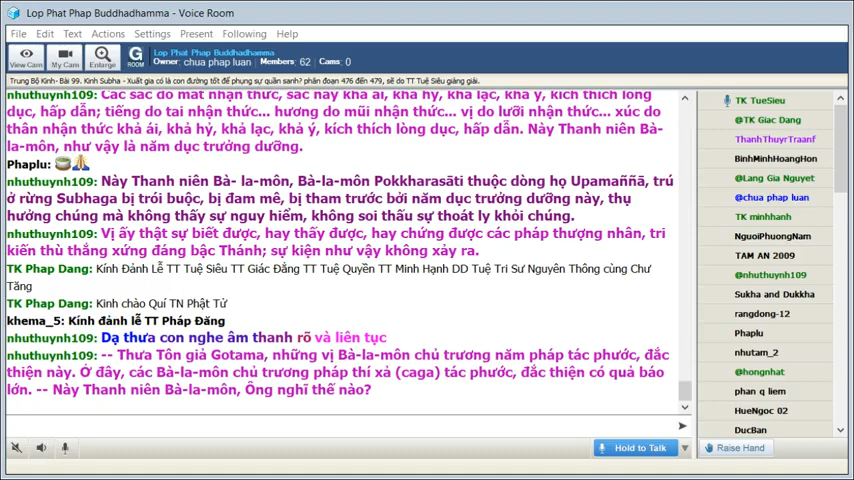 Lop Phat Phap Buddhadhamma - Voice Room
File Edit Text Actions Settings Present Following Help
View Cam My Cam Enlarge G ROOM
Lop Phat Phap Buddhadhamma
Owner: chua phap luan : Members: 62 : Cams: 0
Trung Bộ Kinh- Bài 99. Kinh Subha - Xuất gia có là con đường tốt để phụng sự quần sanh? phân đoạn 476 đến 479, sẽ do TT Tuệ Siêu giảng giải.
nhuthuynh109: Các sắc do mắt nhận thức, sắc này khả ái, khả hỷ, khả lạc, khả ý, kích thích lòng
dục, hấp dẫn; tiếng do tai nhận thức... hương do mũi nhận thức... vị do lưỡi nhận thức... xúc do
thân nhận thức khả ái, khả hỷ, khả lạc, khả ý, kích thích lòng dục, hấp dẫn. Này Thanh niên Bà-
la-môn, như vậy là năm dục trưởng dưỡng.
Phaplu:
nhuthuynh109: Này Thanh niên Bà- la-môn, Bà-la-môn Pokkharasāti thuộc dòng họ Upamaññā, trú
ở rừng Subhaga bị trói buộc, bị đam mê, bị tham trước bởi năm dục trưởng dưỡng này, thụ
hưởng chúng mà không thấy sự nguy hiểm, không soi thấu sự thoát ly khỏi chúng.
nhuthuynh109: Vị ấy thật sự biết được, hay thấy được, hay chứng được các pháp thượng nhân, tri
kiến thù thắng xứng đáng bậc Thánh; sự kiện như vậy không xảy ra.
TK Phap Dang: Kính Đảnh Lễ TT Tuệ Siêu TT Giác Đẳng TT Tuệ Quyền TT Minh Hạnh DD Tuệ Tri Sư Nguyên Thông cùng Chư
Tăng
TK Phap Dang: Kinh chào Quí TN Phật Tử
khema_5: Kính đảnh lễ TT Pháp Đăng
nhuthuynh109: Dạ thưa con nghe âm thanh rõ và liên tục
nhuthuynh109: -- Thưa Tôn giả Gotama, những vị Bà-la-môn chủ trương năm pháp tác phước, đắc
thiện này. Ở đây, các Bà-la-môn chủ trương pháp thí xả (caga) tác phước, đắc thiện có quả báo
lớn. -- Này Thanh niên Bà-la-môn, Ông nghĩ thế nào?
Hold to Talk
TK TueSieu
@TK Giac Dang
ThanhThuyrTraanf
BinhMinhHoangHon
@Lang Gia Nguyet
@chua phap luan
TK minhhanh
NguoiPhuongNam
TAM AN 2009
@nhuthuynh109
Sukha and Dukkha
rangdong-12
Phaplu
nhutam_2
@hongnhat
phan q liem
HueNgoc 02
DucBan
Raise Hand